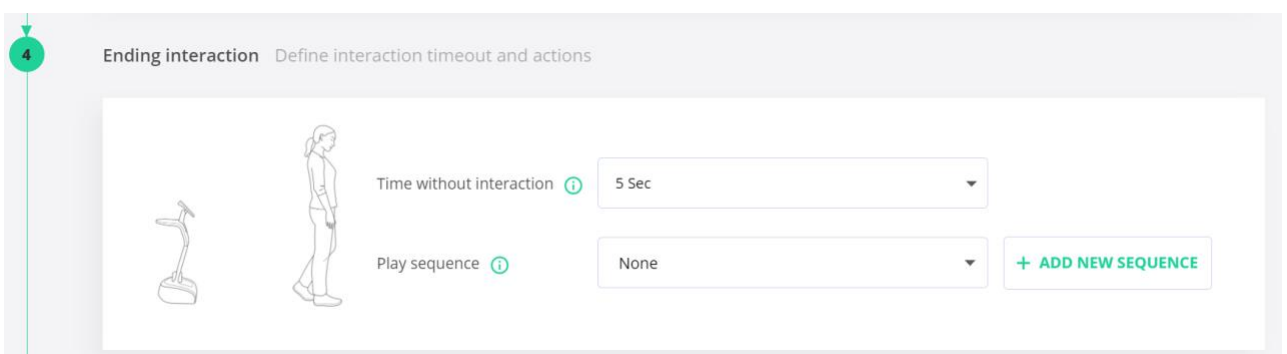 4
Ending interaction Define interaction timeout and actions
Time without interaction 5 Sec
Play sequence None + ADD NEW SEQUENCE